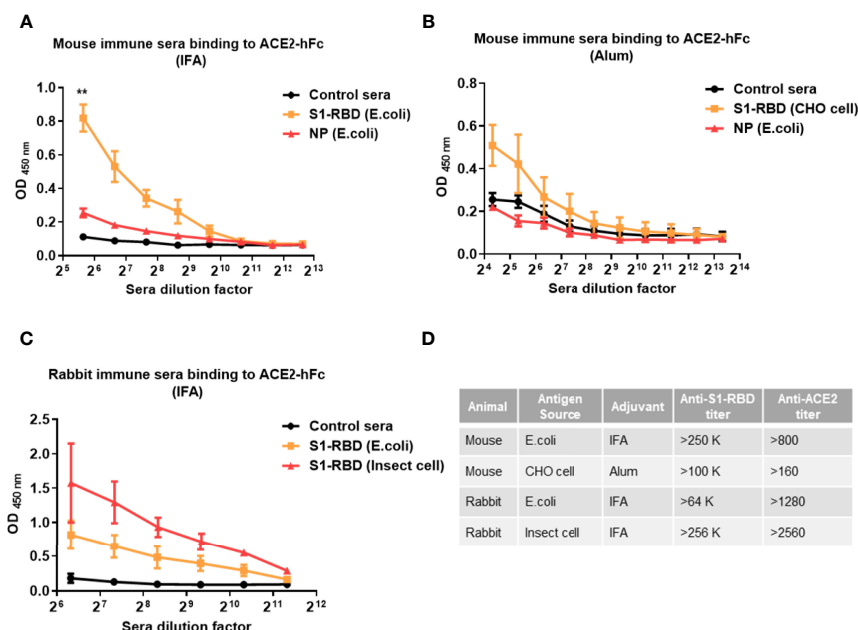 A
Mouse immune sera binding to ACE2-hFc
(IFA)
1.0
0.8
0.6
0.4
0.2
0.0
OD 450 nm
**
Control sera
S1-RBD (E.coli)
NP (E.coli)
2^5 2^6 2^7 2^8 2^9 2^10 2^11 2^12 2^13
Sera dilution factor
B
Mouse immune sera binding to ACE2-hFc
(Alum)
0.8
0.6
0.4
0.2
0.0
OD 450 nm
Control sera
S1-RBD (CHO cell)
NP (E.coli)
2^4 2^5 2^6 2^7 2^8 2^9 2^10 2^11 2^12 2^13 2^14
Sera dilution factor
C
Rabbit immune sera binding to ACE2-hFc
(IFA)
2.5
2.0
1.5
1.0
0.5
0.0
OD 450 nm
Control sera
S1-RBD (E.coli)
S1-RBD (Insect cell)
2^6 2^7 2^8 2^9 2^10 2^11 2^12
Sera dilution factor
D
Animal Antigen Source Adjuvant Anti-S1-RBD titer Anti-ACE2 titer
Mouse E.coli IFA >250 K >800
Mouse CHO cell Alum >100 K >160
Rabbit E.coli IFA >64 K >1280
Rabbit Insect cell IFA >256 K >2560